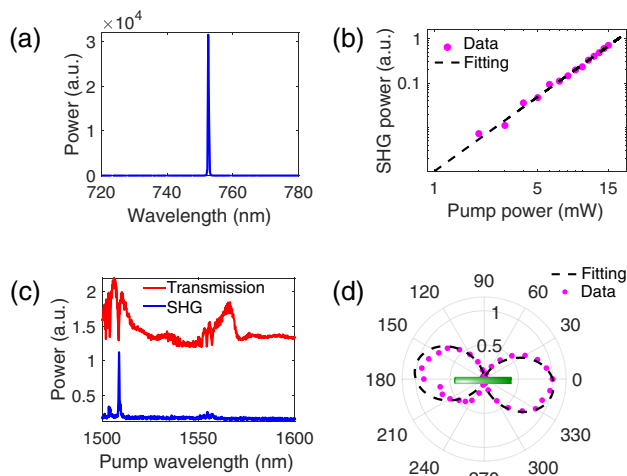 (a)
×10⁴
3
2
1
0
Power (a.u.)
720 740 760 780
Wavelength (nm)
(b)
1
0.1
SHG power (a.u.)
Data
Fitting
1 5 15
Pump power (mW)
(c)
2
1.5
1
0.5
Power (a.u.)
Transmission
SHG
1500 1550 1600
Pump wavelength (nm)
(d)
Fitting
Data
90
120 60
150 30
180 0
210 330
240 300
270
1
0.5